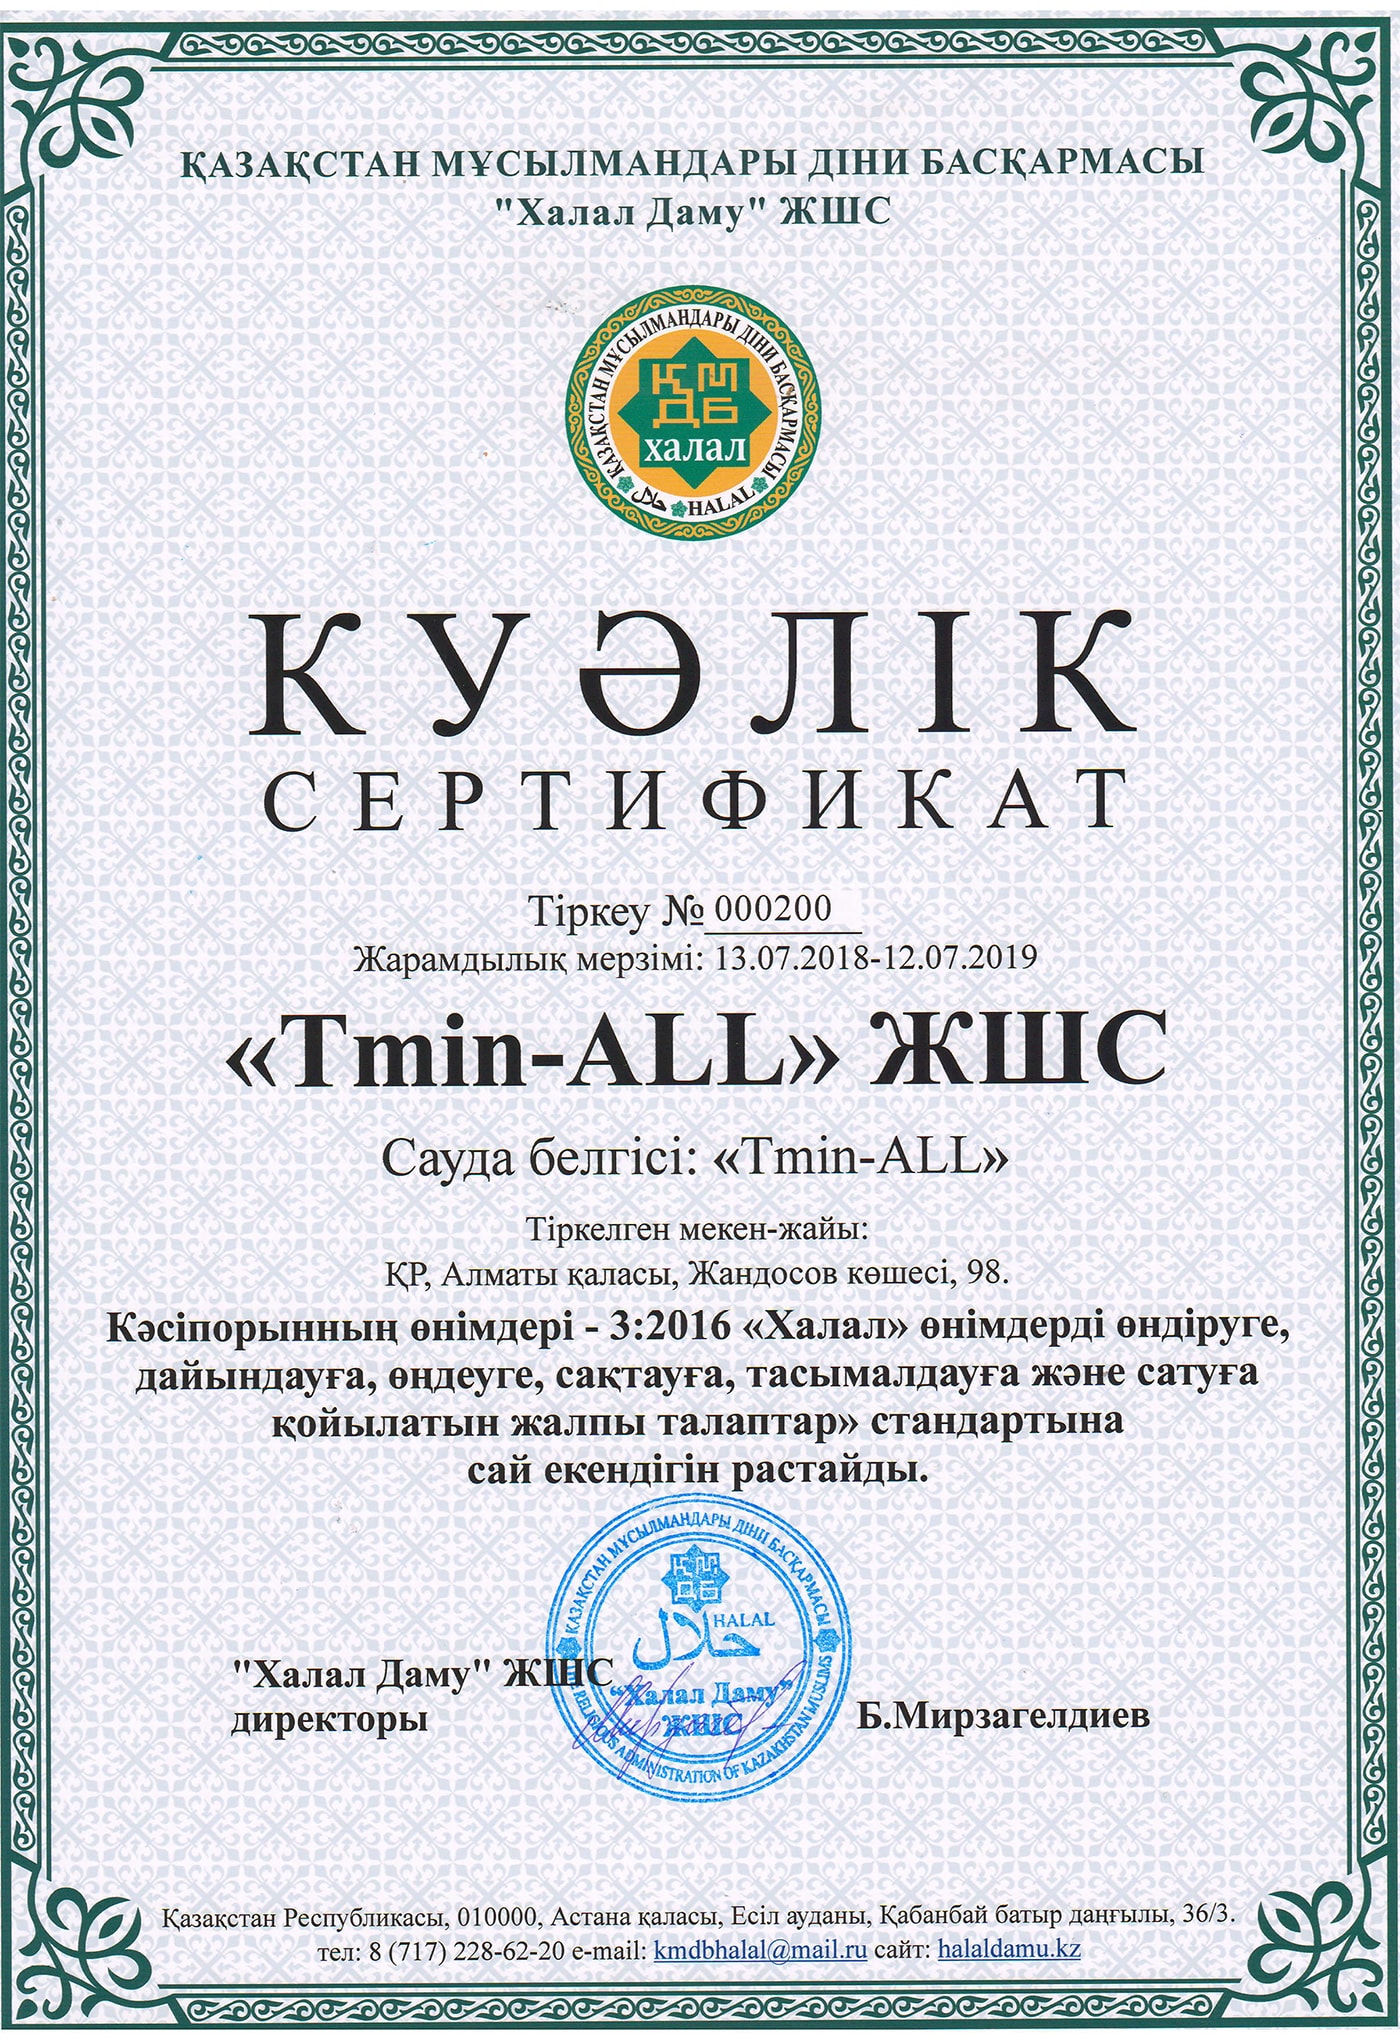 ҚАЗАҚСТАН МҰСЫЛМАНДАРЫ ДІНИ БАСҚАРМАСЫ
"Халал Даму" ЖШС
ҚАЗАҚСТАН МҰСЫЛМАНДАРЫ ДІНИ БАСҚАРМАСЫ
ҚМ
ДБ
халал
حلال HALAL
КУӘЛІК
СЕРТИФИКАТ
Тіркеу № 000200
Жарамдылық мерзімі: 13.07.2018-12.07.2019
«Tmin-ALL» ЖШС
Сауда белгісі: «Tmin-ALL»
Тіркелген мекен-жайы:
ҚР, Алматы қаласы, Жандосов көшесі, 98.
Кәсіпорынның өнімдері - 3:2016 «Халал» өнімдерді өндіруге,
дайындауға, өңдеуге, сақтауға, тасымалдауға және сатуға
қойылатын жалпы талаптар» стандартына
сай екендігін растайды.
ҚАЗАҚСТАН МҰСЫЛМАНДАРЫ ДІНИ БАСҚАРМАСЫ
ҚМ
ДБ
HALAL
حلال
"Халал Даму"
ЖШС
RELIGIOUS ADMINISTRATION OF KAZAKHSTAN MUSLIMS
"Халал Даму" ЖШС
директоры
Б.Мирзагелдиев
Қазақстан Республикасы, 010000, Астана қаласы, Есіл ауданы, Қабанбай батыр даңғылы, 36/3.
тел: 8 (717) 228-62-20 e-mail: kmdbhalal@mail.ru сайт: halaldamu.kz